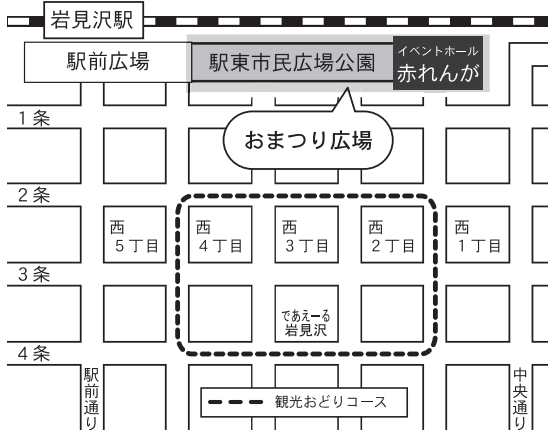 岩見沢駅
駅前広場
駅東市民広場公園
イベントホール
赤れんが
1条
おまつり広場
2条
西
5丁目
西
4丁目
西
3丁目
西
2丁目
西
1丁目
3条
であえーる
岩見沢
4条
駅前通り
中央通り
観光おどりコース